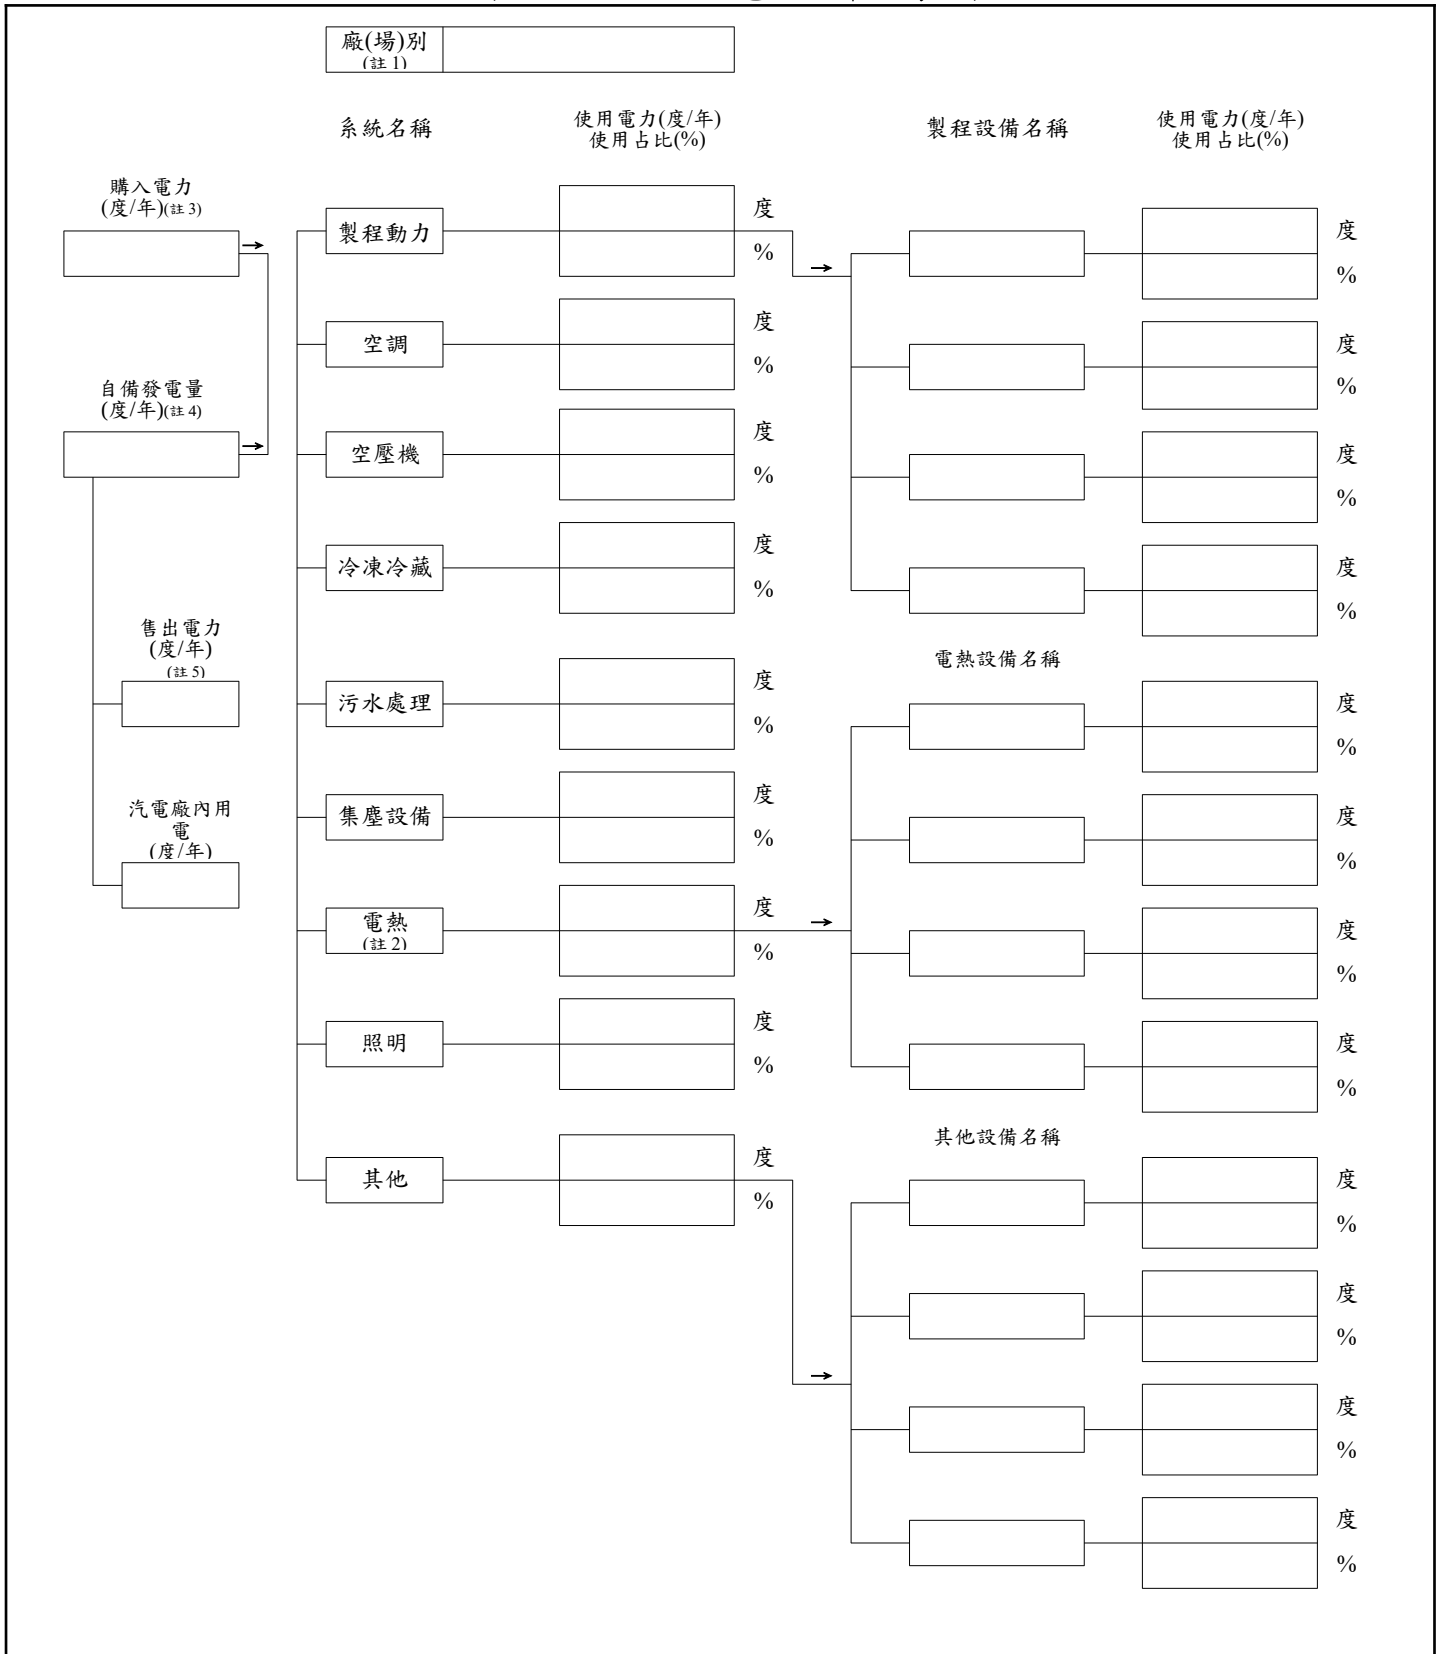 廠(場)別
(註 1)
系統名稱
使用電力(度/年)
使用占比(%)
製程設備名稱
使用電力(度/年)
使用占比(%)
購入電力
(度/年)(註 3)
製程動力
度
%
度
%
空調
度
%
度
%
自備發電量
(度/年)(註 4)
空壓機
度
%
度
%
冷凍冷藏
度
%
度
%
售出電力
(度/年)
(註 5)
電熱設備名稱
污水處理
度
%
度
%
汽電廠內用
電
(度/年)
集塵設備
度
%
度
%
電熱
(註 2)
度
%
度
%
照明
度
%
度
%
其他設備名稱
其他
度
%
度
%
度
%
度
%
度
%